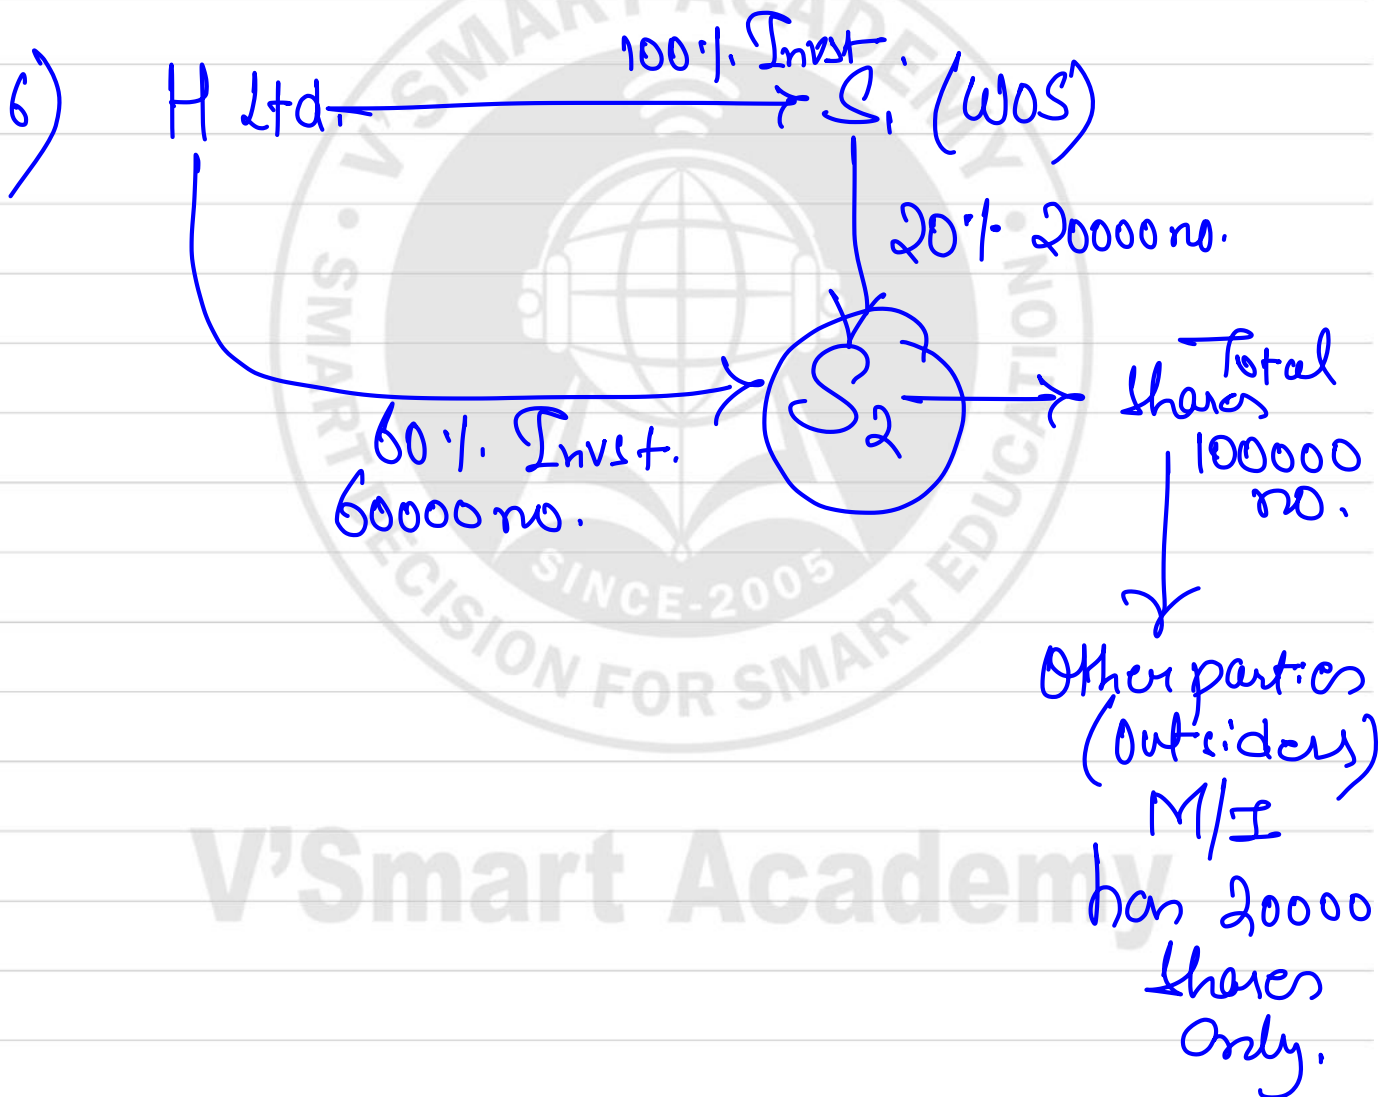 V'SMART ACADEMY
6) H Ltd. 100% Invst. S1 (WOS)
20% 20000 no.
60% Invst.
60000 no.
S2
Total
shares
100000
no.
Other parties
(Outsiders)
M/I
has 20000
shares
Only.
SMART DECISION FOR SMART EDUCATION
SINCE-2005
V'Smart Academy